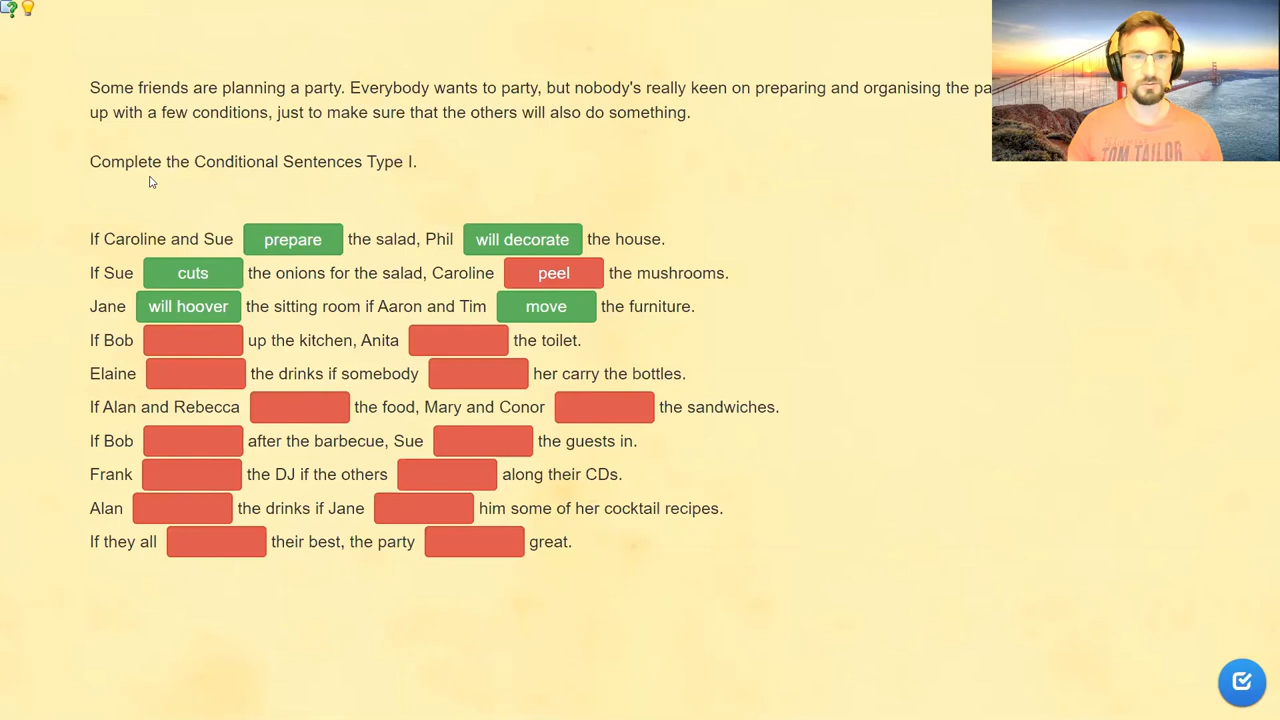 Some friends are planning a party. Everybody wants to party, but nobody's really keen on preparing and organising the
up with a few conditions, just to make sure that the others will also do something.
Complete the Conditional Sentences Type I.
If Caroline and Sue prepare the salad, Phil will decorate the house.
If Sue cuts the onions for the salad, Caroline peel the mushrooms.
Jane will hoover the sitting room if Aaron and Tim move the furniture.
If Bob up the kitchen, Anita the toilet.
Elaine the drinks if somebody her carry the bottles.
If Alan and Rebecca the food, Mary and Conor the sandwiches.
If Bob after the barbecue, Sue the guests in.
Frank the DJ if the others along their CDs.
Alan the drinks if Jane him some of her cocktail recipes.
If they all their best, the party great.
TOM TAILOR